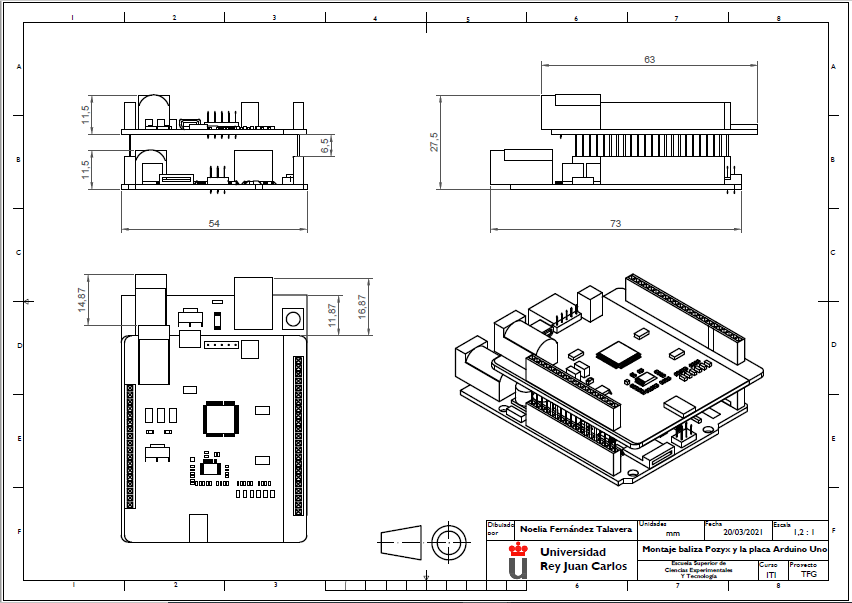 1 2 3 4 5 6 7 8
A A
63
11,5
27,5
6,5
B B
11,5
54
73
C C
14,87
11,87
16,87
D D
E E
F F
Dibujado por
Noelia Fernández Talavera
Unidades
mm
Fecha
20/03/2021
Escala
1,2 : 1
Universidad
Rey Juan Carlos
Montaje baliza Pozyx y la placa Arduino Uno
Escuela Superior de
Ciencias Experimentales
Y Tecnología
Curso
ITI
Proyecto
TFG
1 2 3 6 7 8